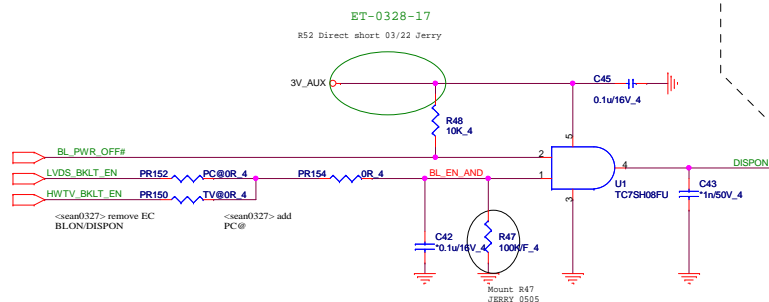 ET-0328-17
R52 Direct short 03/22 Jerry
3V_AUX
C45
0.1u/16V_4
R48
10K_4
5
BL_PWR_OFF#
2
LVDS_BKLT_EN
PR152
PC@0R_4
PR154
0R_4
BL_EN_AND
1
4
DISPON
HWTV_BKLT_EN
PR150
TV@0R_4
U1
TC7SH08FU
3
C43
*1n/50V_4
<sean0327> remove EC
BLON/DISPON
<sean0327> add
PC@
C42
*0.1u/16V_4
R47
100K/F_4
Mount R47
JERRY 0505